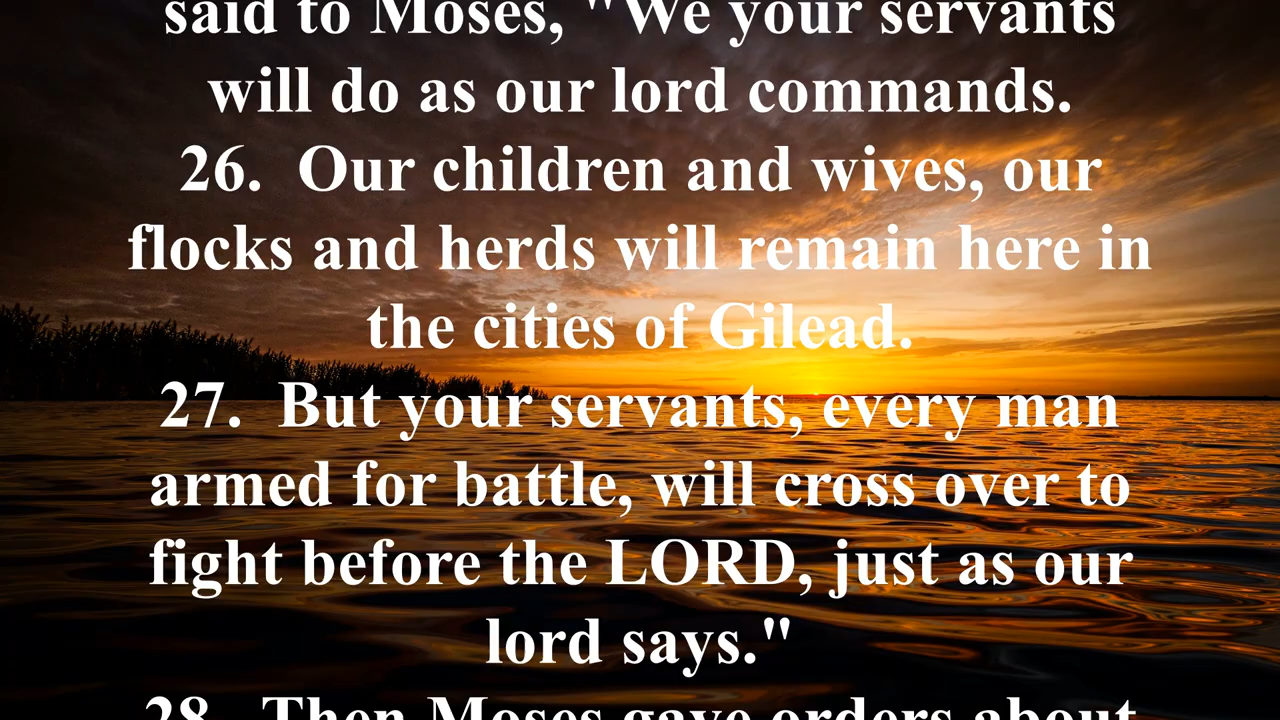 said to Moses, "We your servants
will do as our lord commands.
26.  Our children and wives, our
flocks and herds will remain here in
the cities of Gilead.
27.  But your servants, every man
armed for battle, will cross over to
fight before the LORD, just as our
lord says."
28.  Then Moses gave orders about